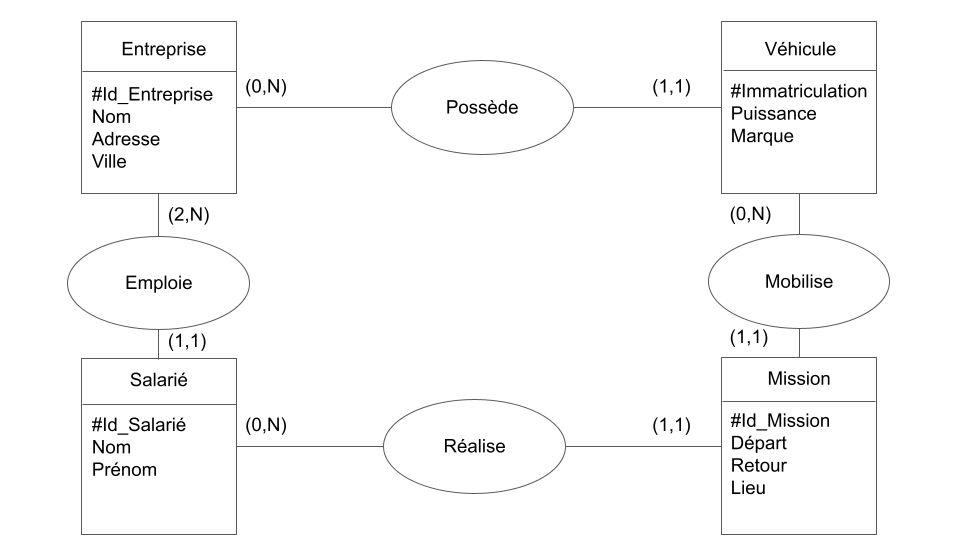 Entreprise
#Id_Entreprise
Nom
Adresse
Ville
(0,N)
Possède
(1,1)
Véhicule
#Immatriculation
Puissance
Marque
(2,N)
Emploie
(1,1)
(0,N)
Mobilise
(1,1)
Salarié
#Id_Salarié
Nom
Prénom
(0,N)
Réalise
(1,1)
Mission
#Id_Mission
Départ
Retour
Lieu